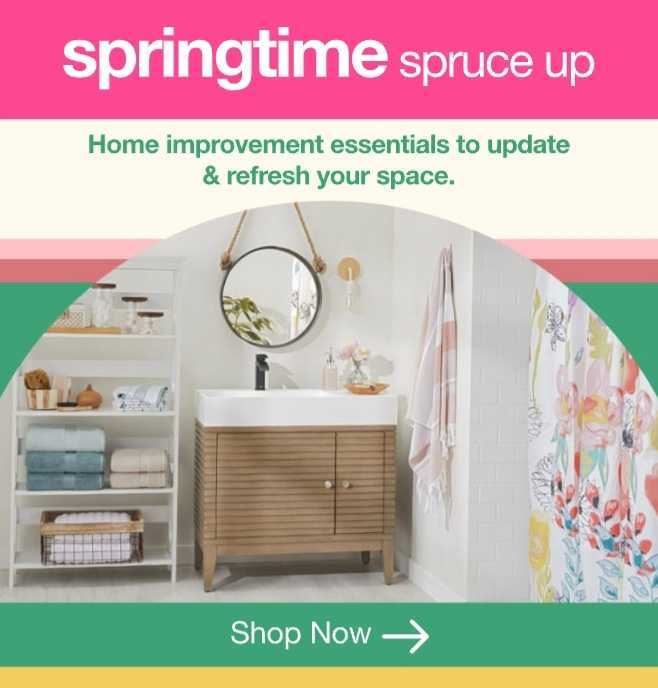 springtime spruce up
Home improvement essentials to update
& refresh your space.
Shop Now